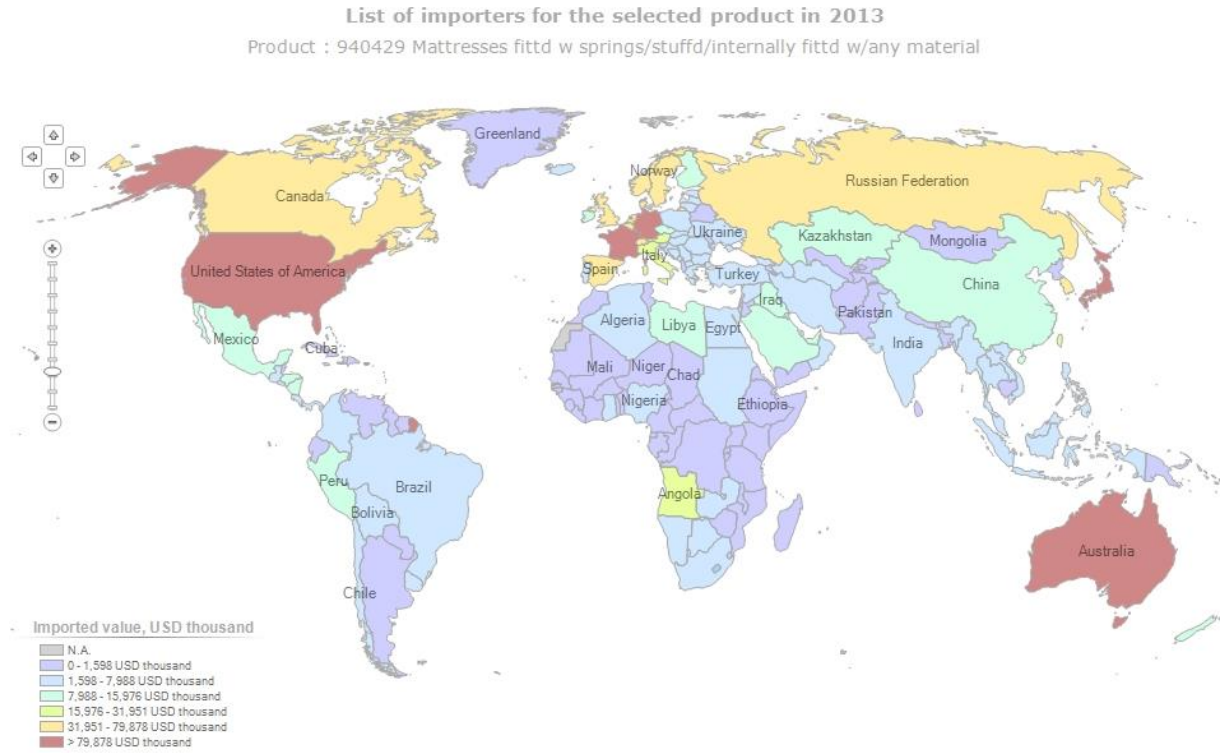 List of importers for the selected product in 2013
Product : 940429 Mattresses fittd w springs/stuffd/internally fittd w/any material
Greenland
Norway
Russian Federation
Canada
Ukraine
Kazakhstan
Mongolia
Italy
United States of America
Spain
Turkey
China
Iraq
Pakistan
Mexico
Algeria
Libya
Egypt
India
Cuba
Mali
Niger
Chad
Nigeria
Ethiopia
Peru
Brazil
Angola
Bolivia
Australia
Chile
Imported value, USD thousand
N.A.
0 - 1,598 USD thousand
1,598 - 7,988 USD thousand
7,988 - 15,976 USD thousand
15,976 - 31,951 USD thousand
31,951 - 79,878 USD thousand
> 79,878 USD thousand